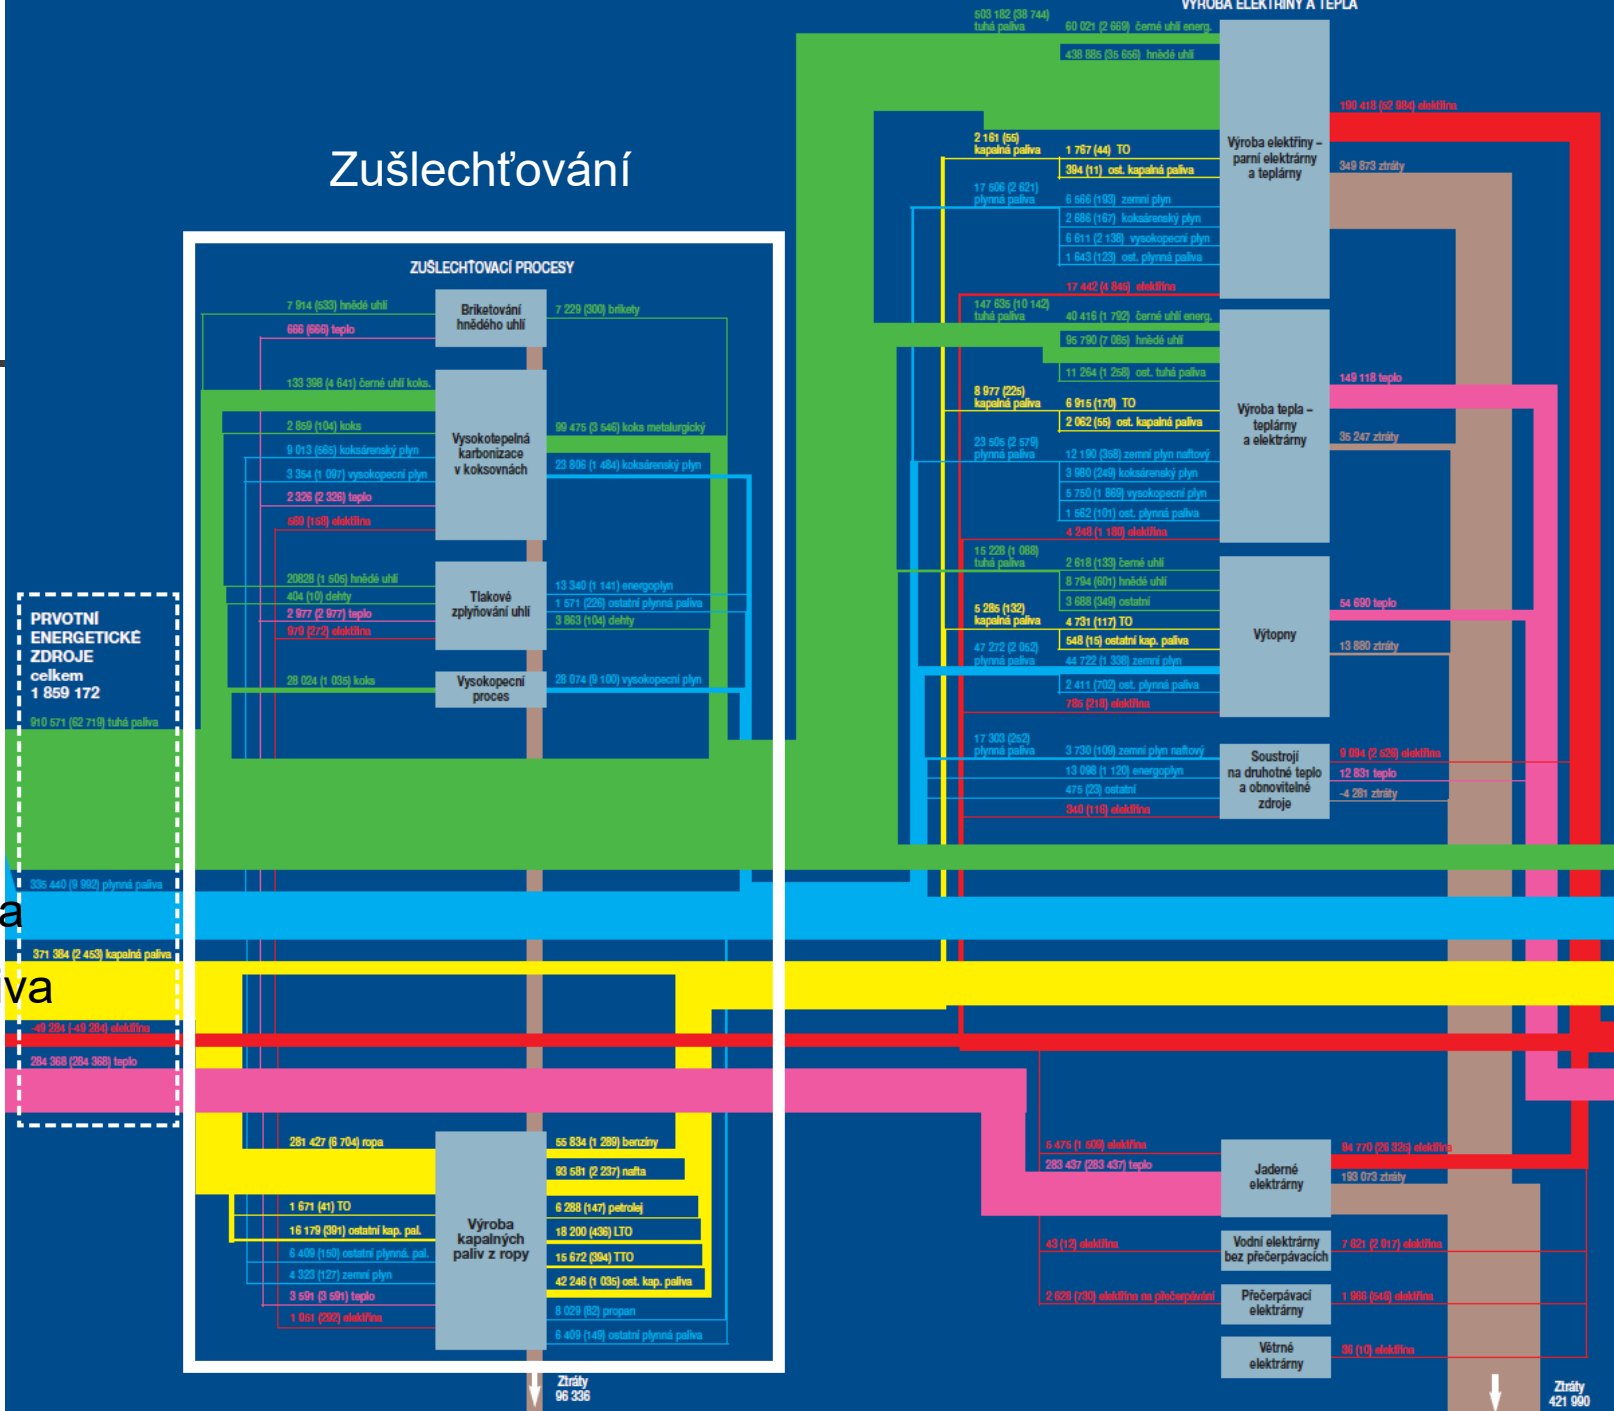 VÝROBA ELEKTŘINY A TEPLA
Zušlechťování
ZUŠLECHŤOVACÍ PROCESY
7 914 (533) hnědé uhlí
666 (666) teplo
Briketování
hnědého uhlí
7 229 (300) brikety
133 398 (4 641) černé uhlí koks.
2 859 (104) koks
9 013 (565) koksárenský plyn
3 354 (1 097) vysokopecní plyn
2 326 (2 326) teplo
569 (158) elektřina
Vysokotepelná
karbonizace
v koksovnách
99 475 (3 546) koks metalurgický
23 806 (1 484) koksárenský plyn
20828 (1 505) hnědé uhlí
404 (10) dehty
2 977 (2 977) teplo
979 (272) elektřina
Tlakové
zplyňování uhlí
13 340 (1 141) energoplyn
1 571 (226) ostatní plynná paliva
3 863 (104) dehty
28 024 (1 035) koks
Vysokopecní
proces
28 074 (9 100) vysokopecní plyn
PRVOTNÍ
ENERGETICKÉ
ZDROJE
celkem
1 859 172
910 571 (62 719) tuhá paliva
335 440 (9 992) plynná paliva
a
371 384 (2 453) kapalná paliva
iva
-49 284 (-49 284) elektřina
284 368 (284 368) teplo
281 427 (6 704) ropa
1 671 (41) TO
16 179 (391) ostatní kap. pal.
6 409 (150) ostatní plynná. pal.
4 323 (127) zemní plyn
3 591 (3 591) teplo
1 051 (292) elektřina
Výroba
kapalných
paliv z ropy
55 834 (1 289) benzíny
93 581 (2 237) nafta
6 288 (147) petrolej
18 200 (436) LTO
15 672 (394) TTO
42 246 (1 035) ost. kap. paliva
8 029 (82) propan
6 409 (149) ostatní plynná paliva
Ztráty
96 336
503 182 (38 744)
tuhá paliva
60 021 (2 669) černé uhlí energ.
438 885 (35 656) hnědé uhlí
2 161 (55)
kapalná paliva
1 767 (44) TO
394 (11) ost. kapalná paliva
17 506 (2 621)
plynná paliva
6 566 (193) zemní plyn
2 686 (167) koksárenský plyn
6 611 (2 138) vysokopecní plyn
1 643 (123) ost. plynná paliva
17 442 (4 845) elektřina
Výroba elektřiny –
parní elektrárny
a teplárny
190 418 (52 984) elektřina
349 873 ztráty
147 635 (10 142)
tuhá paliva
40 416 (1 792) černé uhlí energ.
95 790 (7 085) hnědé uhlí
11 264 (1 258) ost. tuhá paliva
8 977 (225)
kapalná paliva
6 915 (170) TO
2 062 (55) ost. kapalná paliva
23 505 (2 579)
plynná paliva
12 190 (358) zemní plyn naftový
3 980 (249) koksárenský plyn
5 750 (1 869) vysokopecní plyn
1 562 (101) ost. plynná paliva
4 248 (1 180) elektřina
Výroba tepla –
teplárny
a elektrárny
149 118 teplo
35 247 ztráty
15 228 (1 088)
tuhá paliva
2 618 (133) černé uhlí
8 794 (601) hnědé uhlí
3 688 (349) ostatní
5 285 (132)
kapalná paliva
4 731 (117) TO
548 (15) ostatní kap. paliva
47 272 (2 052)
plynná paliva
44 722 (1 338) zemní plyn
2 411 (702) ost. plynná paliva
785 (218) elektřina
Výtopny
54 690 teplo
13 880 ztráty
17 303 (252)
plynná paliva
3 730 (109) zemní plyn naftový
13 098 (1 120) energoplyn
475 (23) ostatní
340 (116) elektřina
Soustrojí
na druhotné teplo
a obnovitelné
zdroje
9 094 (2 526) elektřina
12 831 teplo
-4 281 ztráty
5 475 (1 509) elektřina
283 437 (283 437) teplo
Jaderné
elektrárny
94 770 (26 325) elektřina
193 073 ztráty
43 (12) elektřina
Vodní elektrárny
bez přečerpávacích
7 621 (2 017) elektřina
2 628 (730) elektřina na přečerpávání
Přečerpávací
elektrárny
1 966 (546) elektřina
Větrné
elektrárny
36 (10) elektřina
Ztráty
421 990